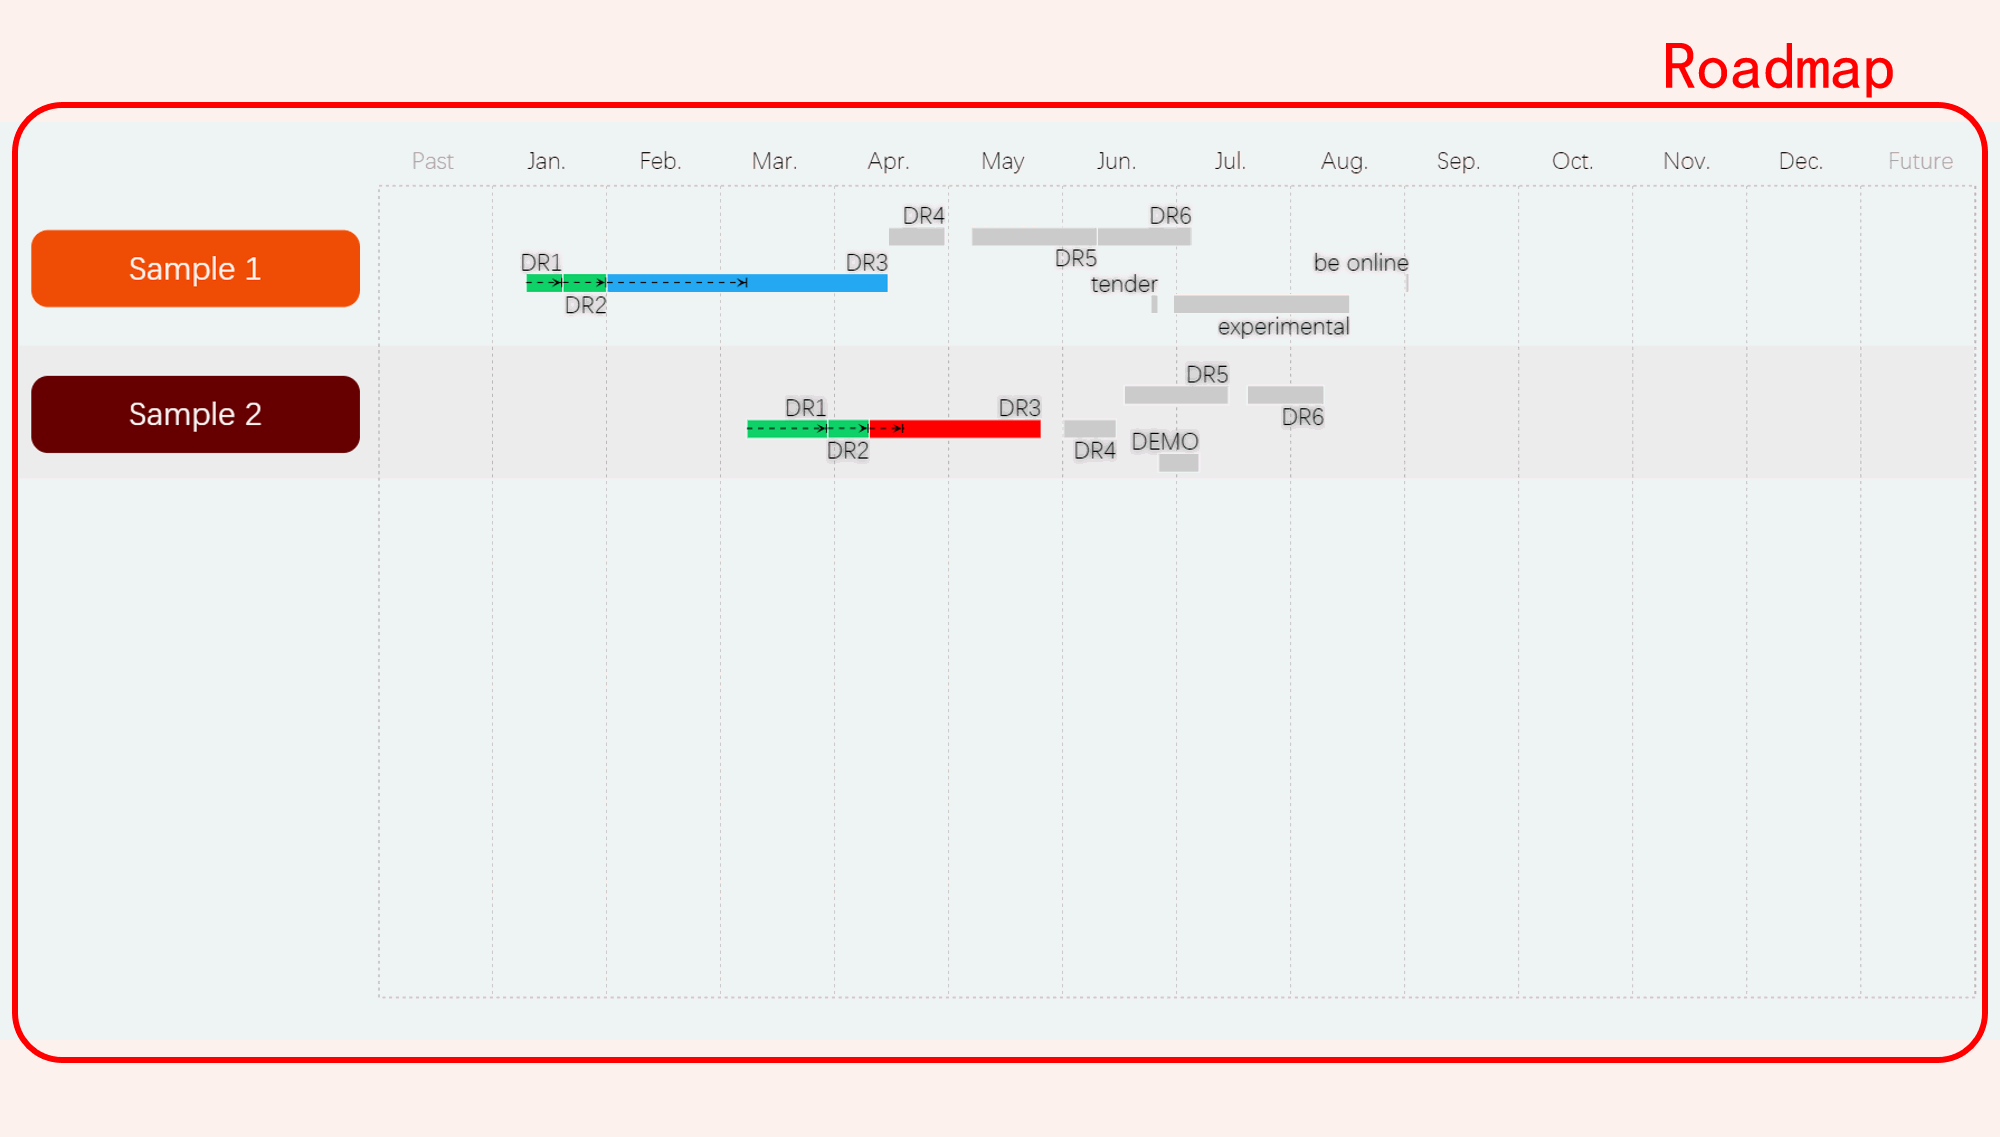 Roadmap
Past Jan. Feb. Mar. Apr. May Jun. Jul. Aug. Sep. Oct. Nov. Dec. Future
DR4 DR6
Sample 1
DR1 DR3 DR5 be online
tender
DR2
experimental
DR5
Sample 2
DR1 DR3 DR6
DEMO
DR2 DR4